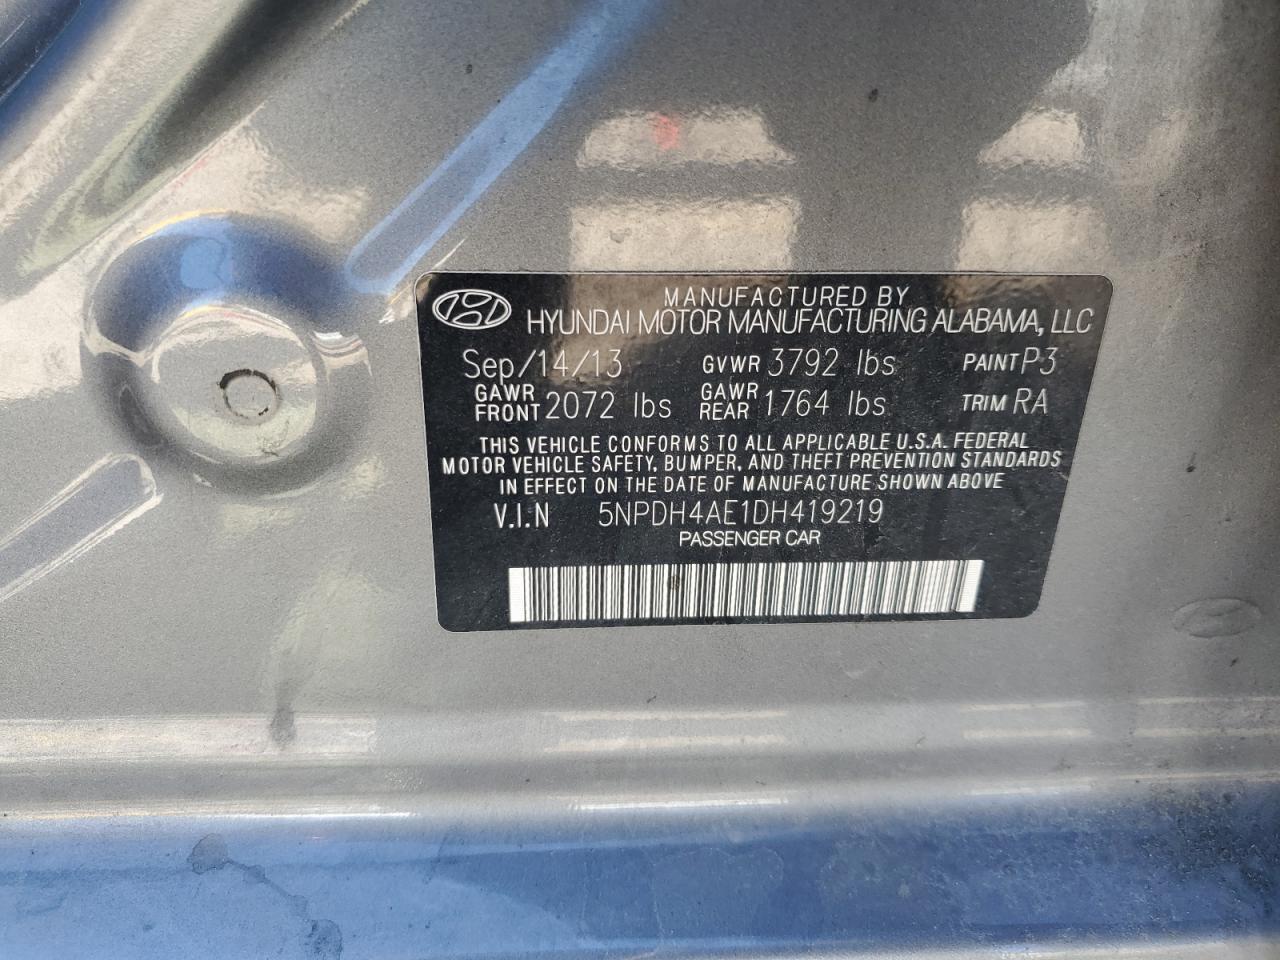 MANUFACTURED BY
HYUNDAI MOTOR MANUFACTURING ALABAMA, LLC
Sep/14/13 GVWR 3792 lbs PAINT P3
GAWR FRONT 2072 lbs GAWR REAR 1764 lbs TRIM RA
THIS VEHICLE CONFORMS TO ALL APPLICABLE U.S.A. FEDERAL
MOTOR VEHICLE SAFETY, BUMPER, AND THEFT PREVENTION STANDARDS
IN EFFECT ON THE DATE OF MANUFACTURE SHOWN ABOVE
V.I.N 5NPDH4AE1DH419219
PASSENGER CAR